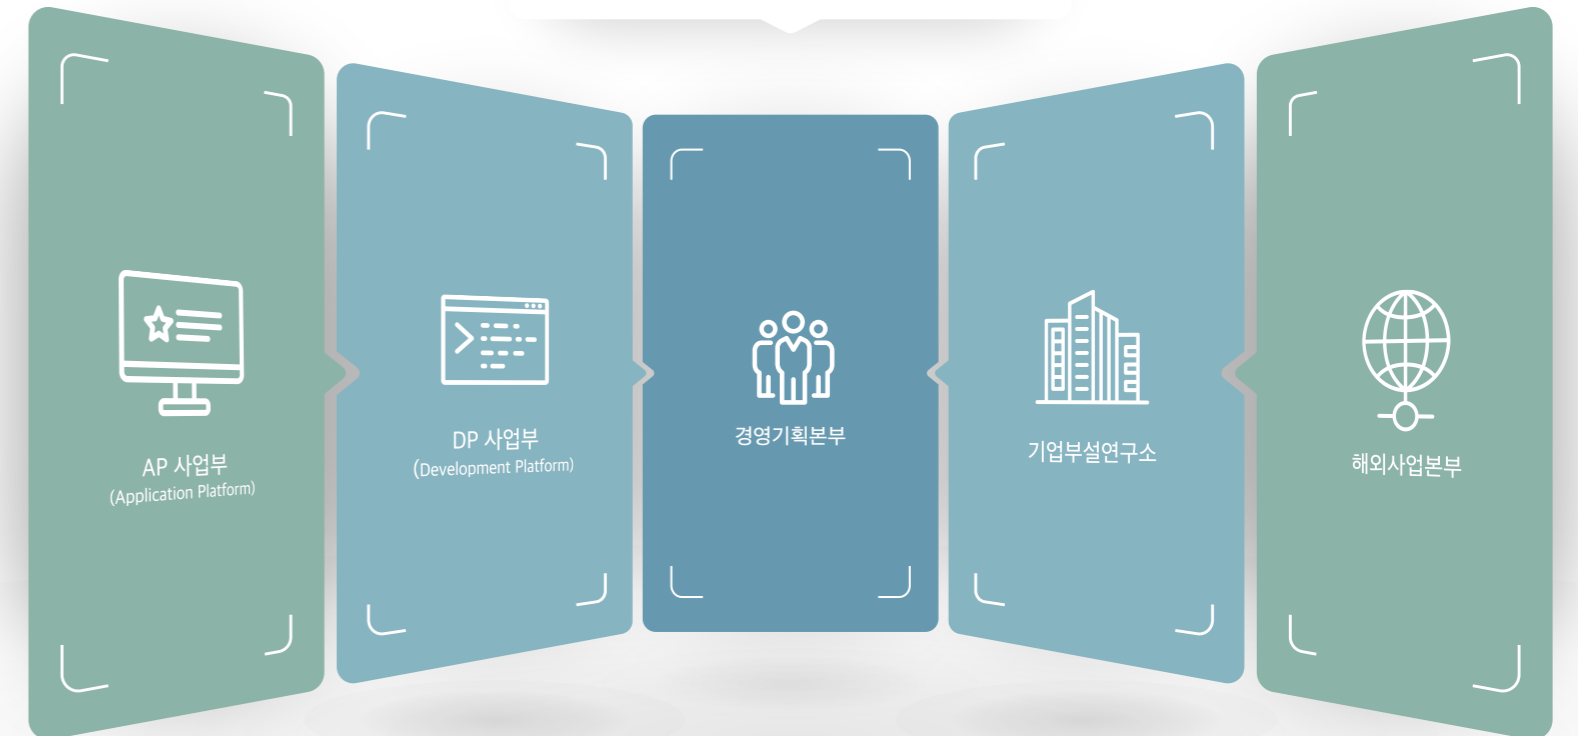 AP 사업부
(Application Platform)
DP 사업부
(Development Platform)
경영기획본부
기업부설연구소
해외사업본부